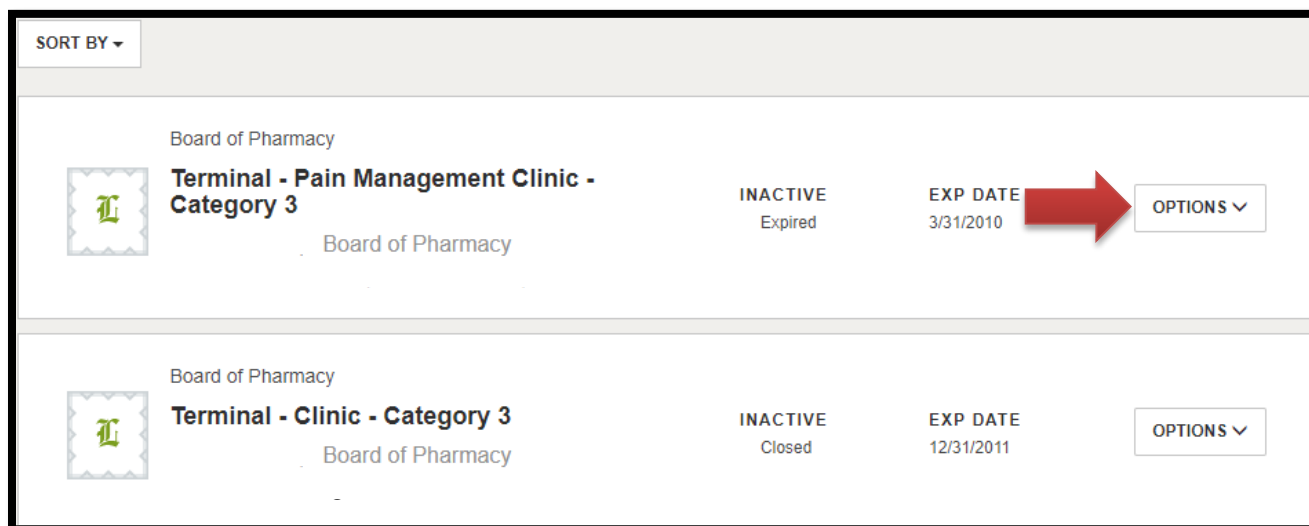 SORT BY
Board of Pharmacy
Terminal - Pain Management Clinic -
Category 3
Board of Pharmacy
INACTIVE
Expired
EXP DATE
3/31/2010
OPTIONS
L
Board of Pharmacy
Terminal - Clinic - Category 3
Board of Pharmacy
INACTIVE
Closed
EXP DATE
12/31/2011
OPTIONS
L